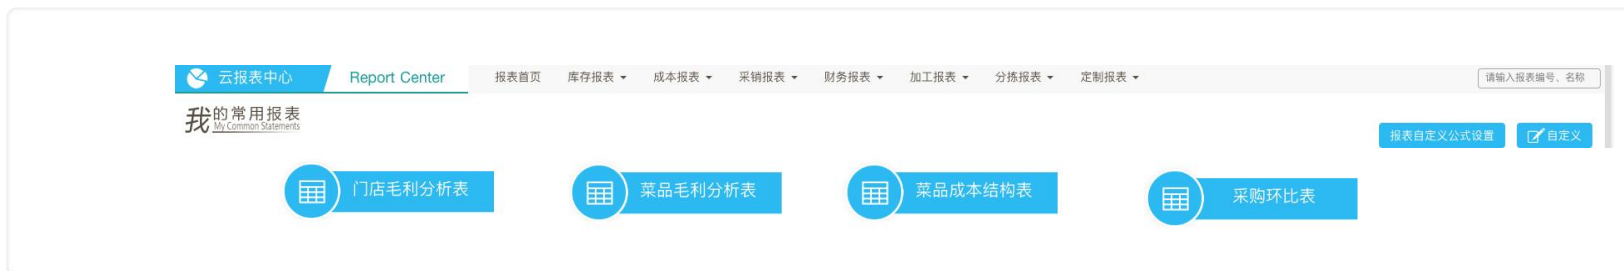 云报表中心 Report Center 报表首页 库存报表 成本报表 采销报表 财务报表 加工报表 分拣报表 定制报表 请输入报表编号、名称
我的常用报表
My Common Statements
报表自定义公式设置 自定义
门店毛利分析表 菜品毛利分析表 菜品成本结构表 采购环比表